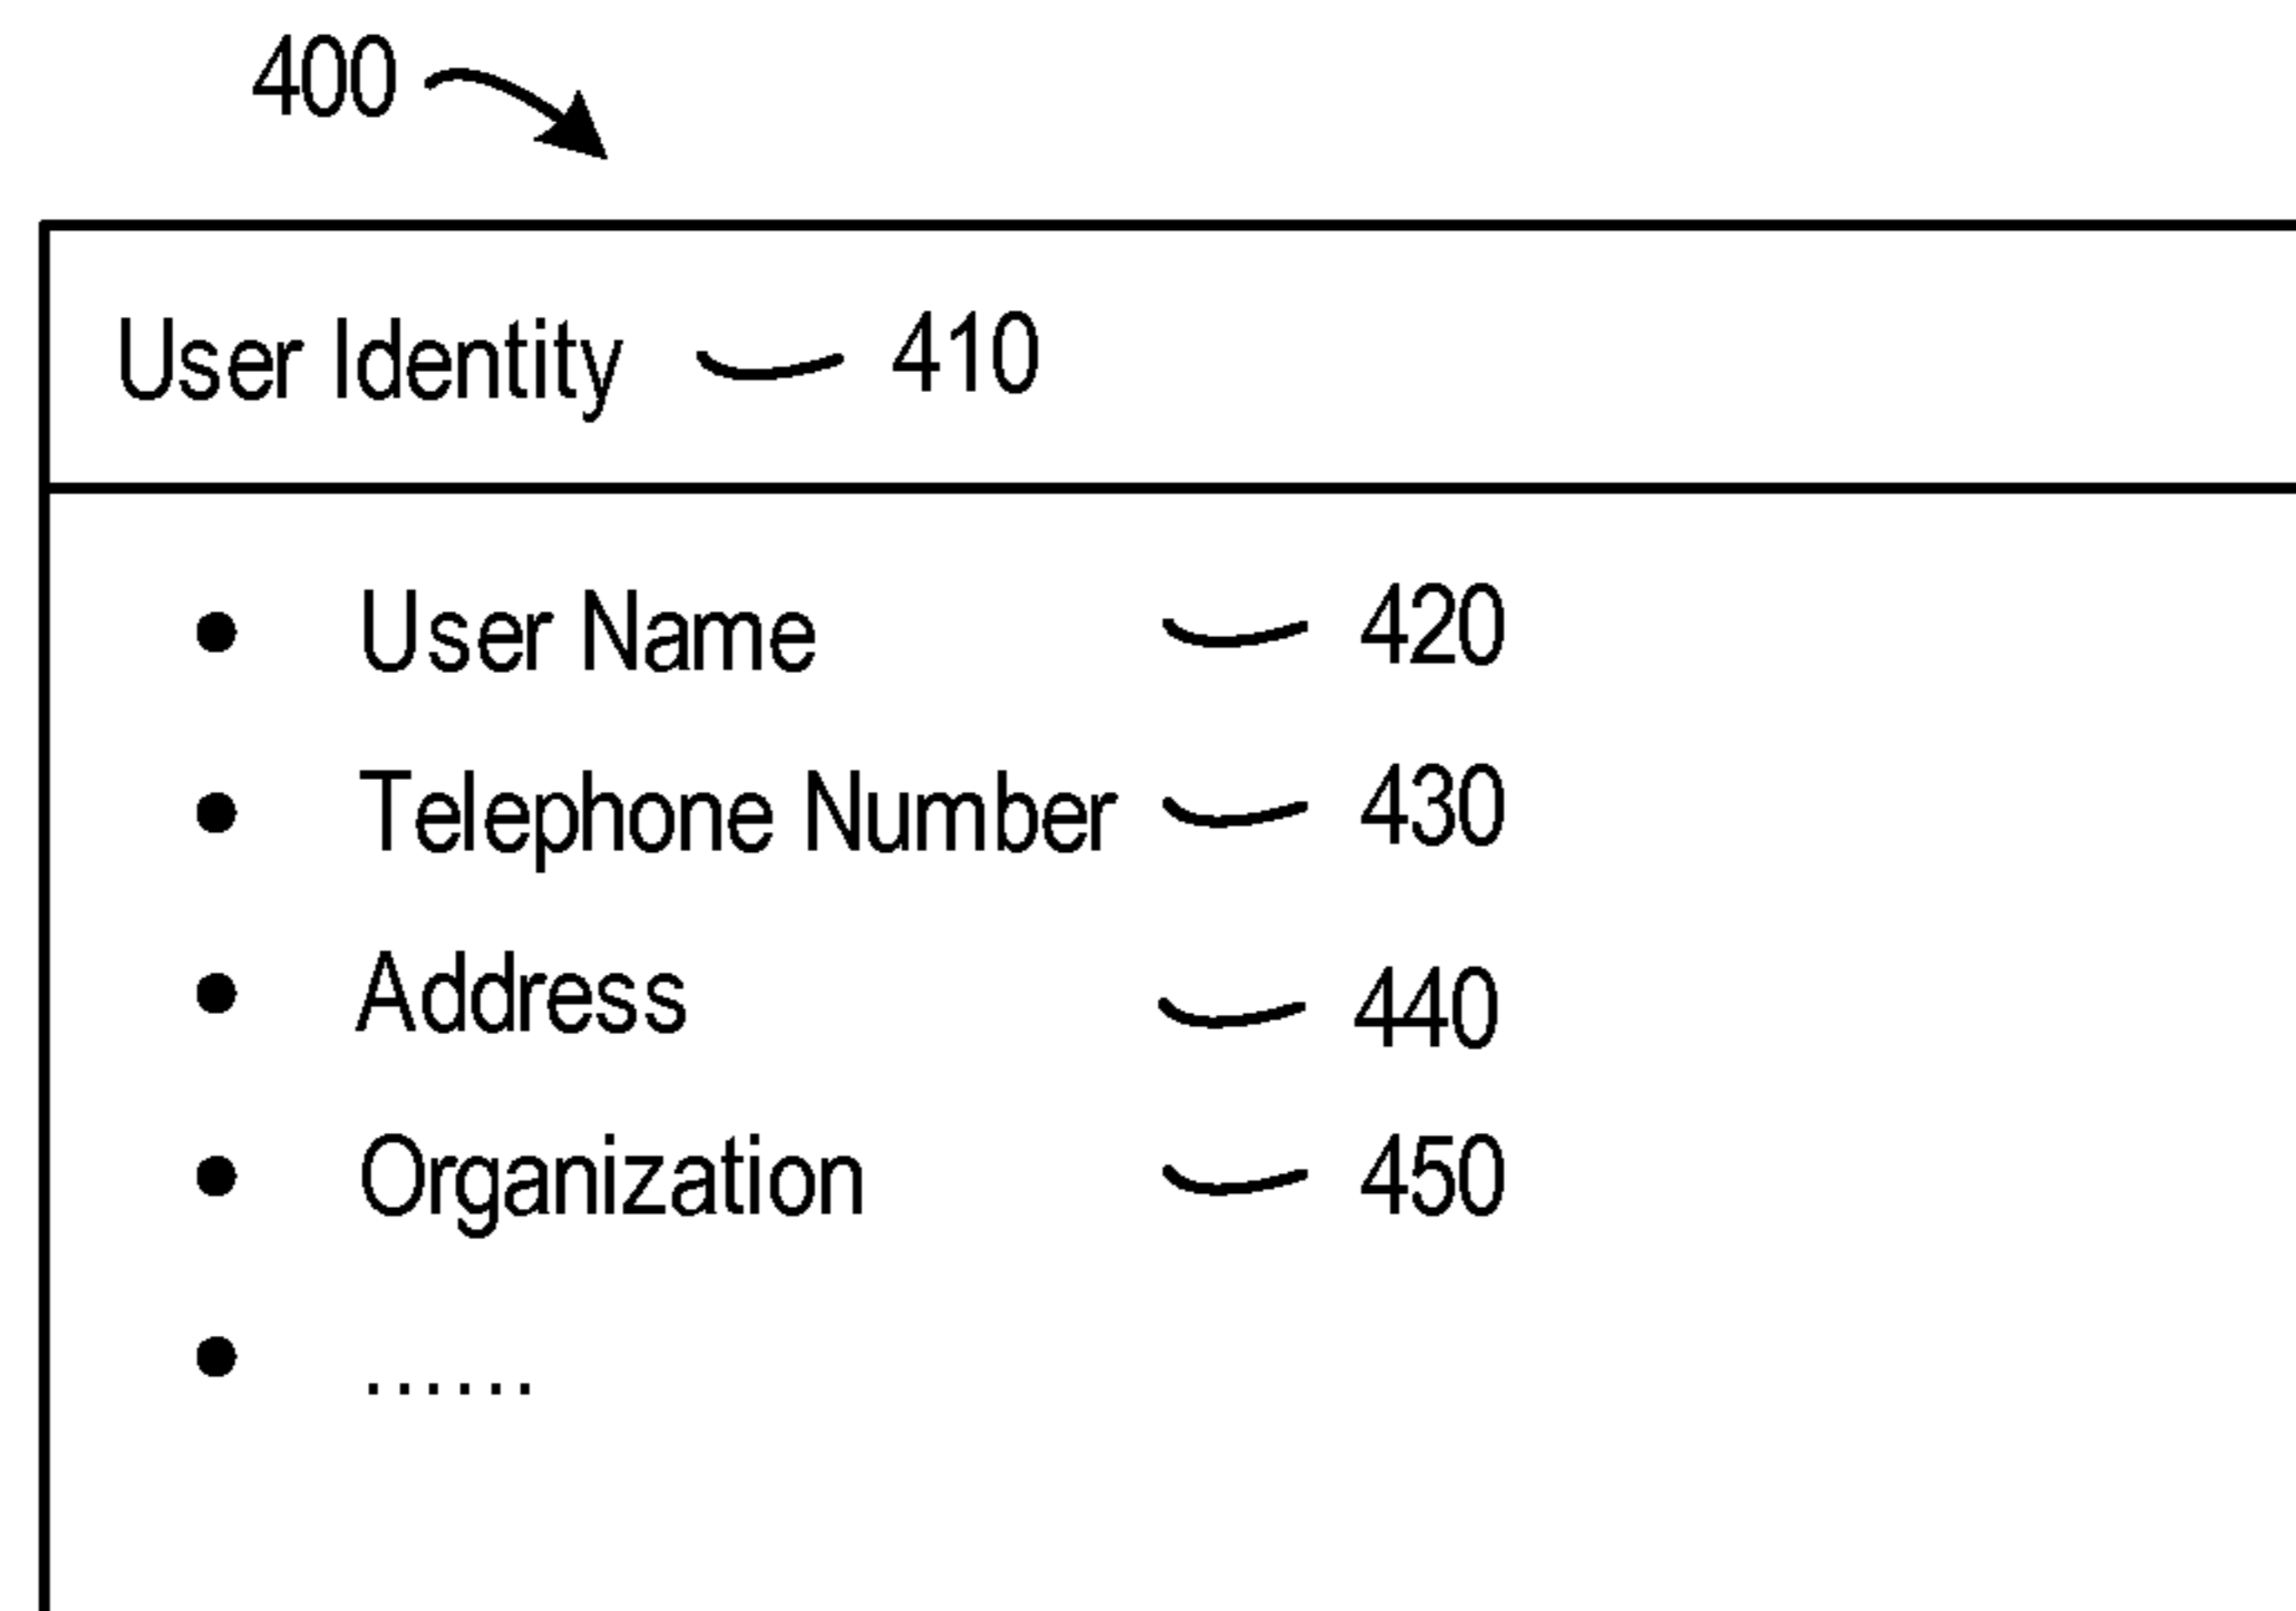 400
User Identity 410
• User Name 420
• Telephone Number 430
• Address 440
• Organization 450
• ......